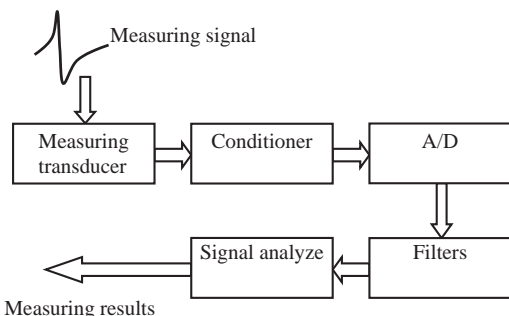 Measuring signal
Measuring
transducer
Conditioner
A/D
Signal analyze
Filters
Measuring results